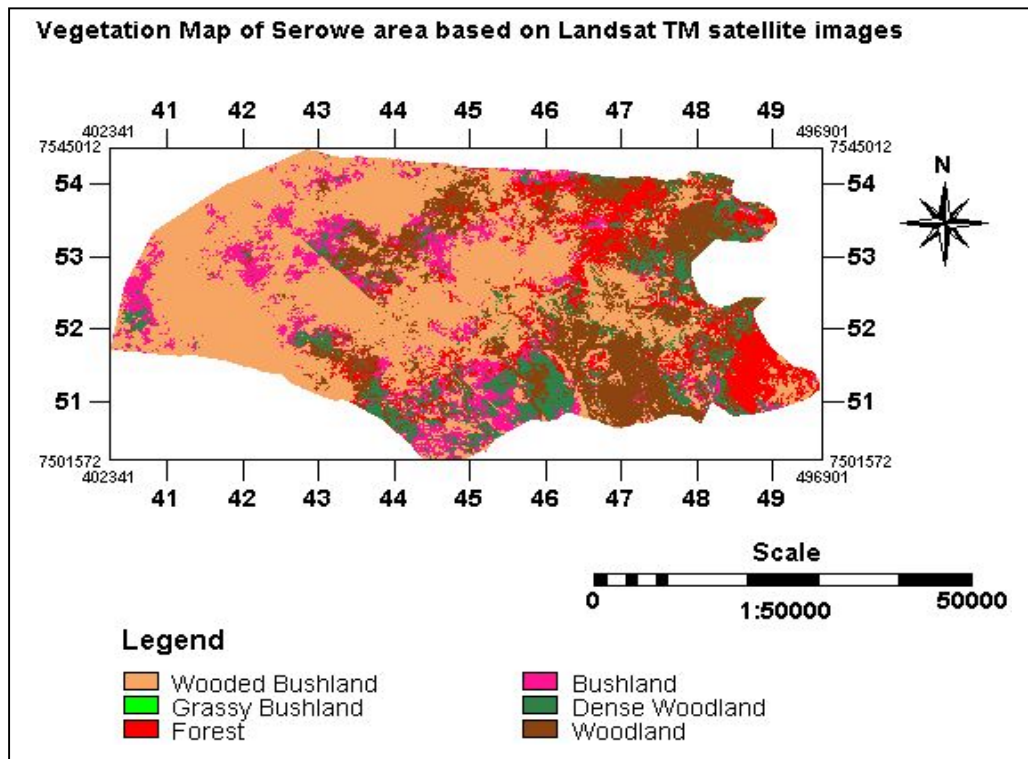 Vegetation Map of Serowe area based on Landsat TM satellite images
41 42 43 44 45 46 47 48 49
402341 496901
7545012 7545012
N
54 54
53 53
52 52
51 51
7501572 7501572
402341 496901
41 42 43 44 45 46 47 48 49
Scale
0 50000
1:50000
Legend
Wooded Bushland Bushland
Grassy Bushland Dense Woodland
Forest Woodland